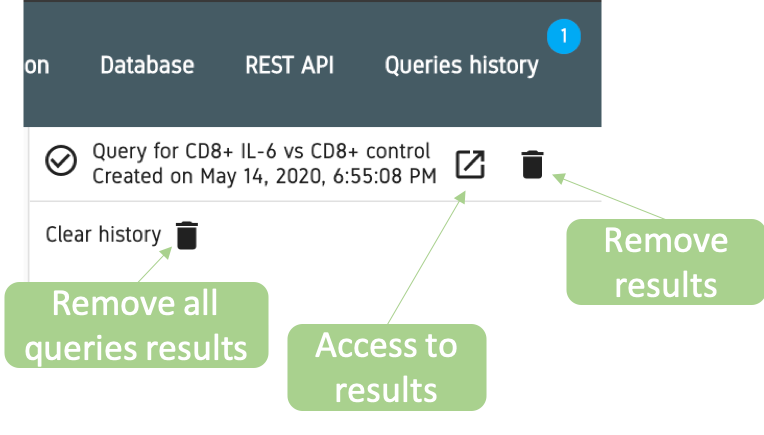 1
on Database REST API Queries history
Query for CD8+ IL-6 vs CD8+ control
Created on May 14, 2020, 6:55:08 PM
Clear history
Remove
results
Remove all
queries results
Access to
results